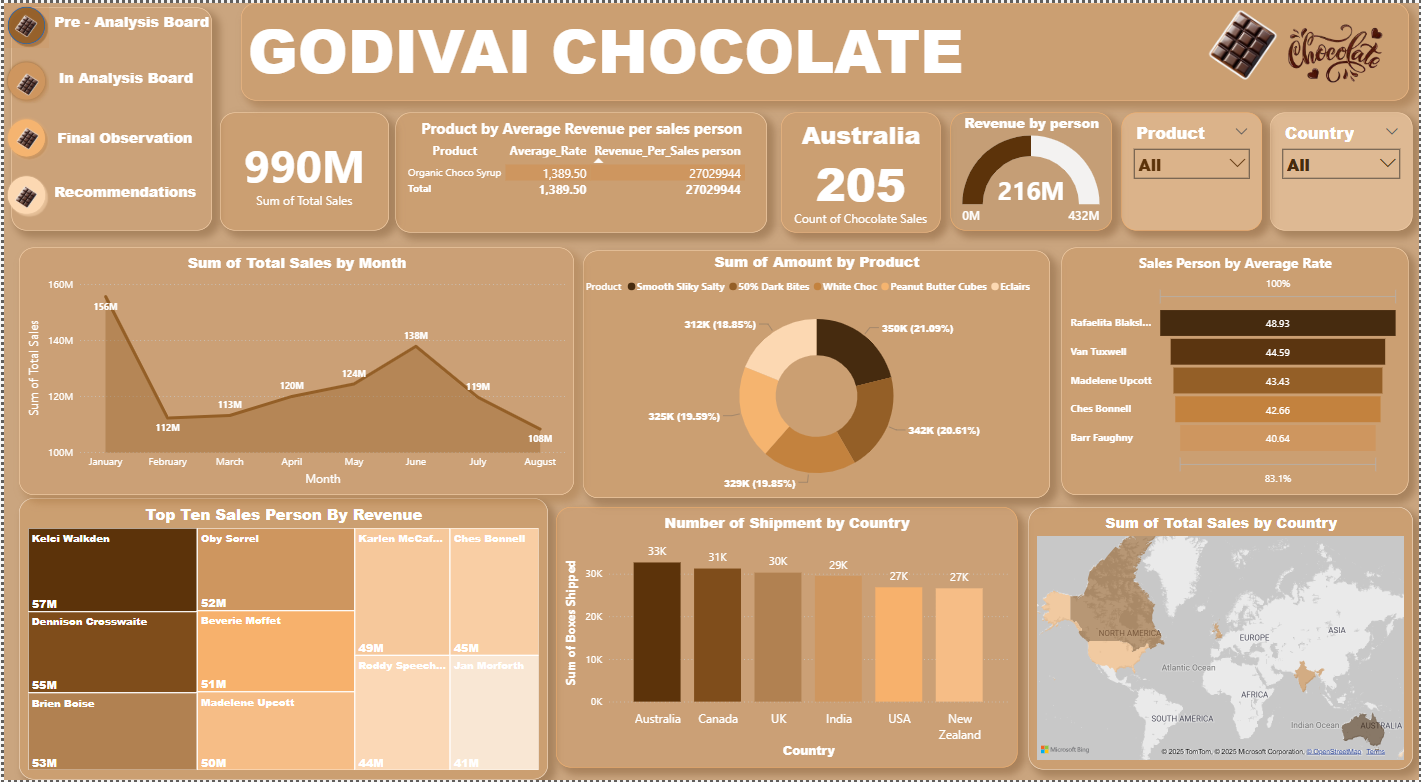 Pre - Analysis Board
In Analysis Board
Final Observation
Recommendations
GODIVAI CHOCOLATE
Chocolate
990M
Sum of Total Sales
Product by Average Revenue per sales person
Product Average_Rate Revenue_Per_Sales person
Organic Choco Syrup 1,389.50 27029944
Total 1,389.50 27029944
Australia
205
Count of Chocolate Sales
Revenue by person
216M
0M 432M
Product
All
Country
All
Sum of Total Sales by Month
Sum of Total Sales
160M
140M
120M
100M
156M
112M
113M
120M
124M
138M
119M
108M
January February March April May June July August
Month
Sum of Amount by Product
Product Smooth Sliky Salty 50% Dark Bites White Choc Peanut Butter Cubes Eclairs
312K (18.85%)
350K (21.09%)
325K (19.59%)
342K (20.61%)
329K (19.85%)
Sales Person by Average Rate
100%
Rafaelita Blaksl... 48.93
Van Tuxwell 44.59
Madelene Upcott 43.43
Ches Bonnell 42.66
Barr Faughny 40.64
83.1%
Top Ten Sales Person By Revenue
Kelci Walkden
57M
Dennison Crosswaite
55M
Brien Boise
53M
Oby Sorrel
52M
Beverie Moffet
51M
Madelene Upcott
50M
Karlen McCaf...
49M
Ches Bonnell
45M
Roddy Speech...
44M
Jan Morforth
41M
Number of Shipment by Country
Sum of Boxes Shipped
30K
20K
10K
0K
33K
31K
30K
29K
27K
27K
Australia Canada UK India USA New
Zealand
Country
Sum of Total Sales by Country
NORTH AMERICA
EUROPE
ASIA
Atlantic Ocean
AFRICA
SOUTH AMERICA
Indian Ocean
AUSTRALIA
Microsoft Bing
© 2025 TomTom, © 2025 Microsoft Corporation, © OpenStreetMap Terms